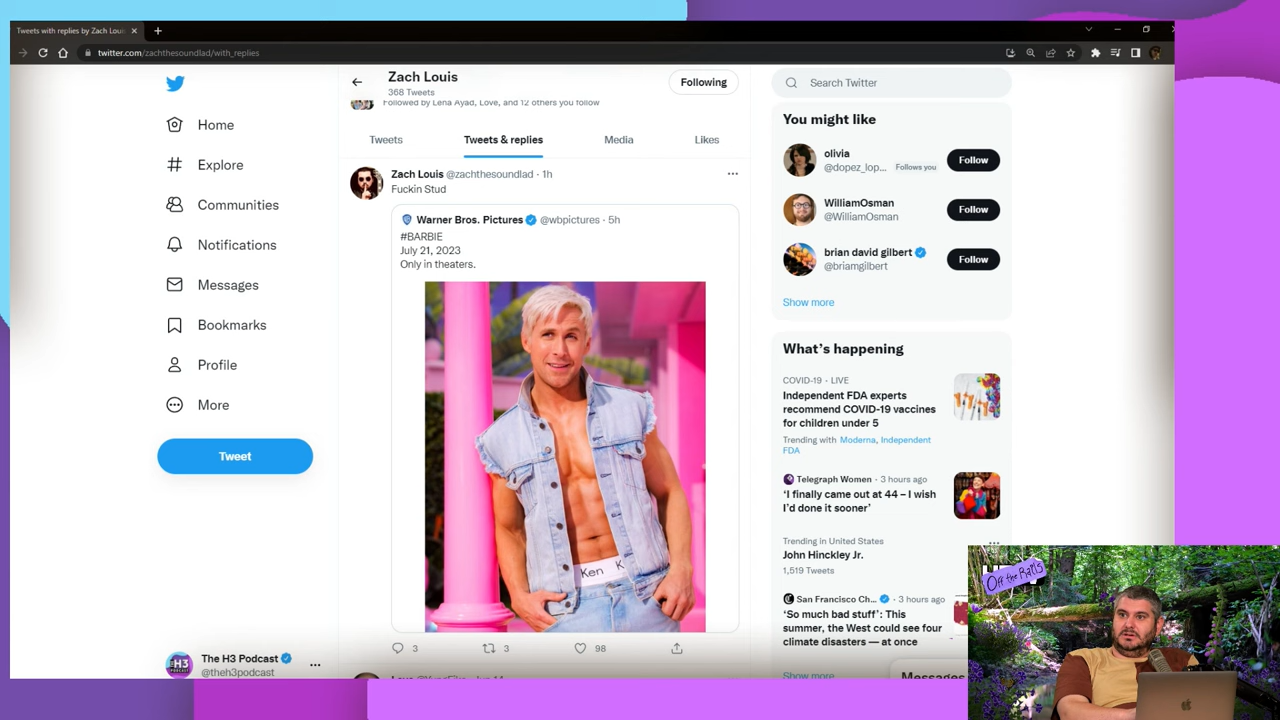 Tweets with replies by Zach Loui
twitter.com/zachthesoundlad/with_replies
Home
Explore
Communities
Notifications
Messages
Bookmarks
Profile
More
Tweet
The H3 Podcast
@theh3podcast
Zach Louis
368 Tweets
Following
Followed by Lena Ayad, Love, and 12 others you follow
Tweets
Tweets & replies
Media
Likes
Zach Louis @zachthesoundlad · 1h
Fuckin Stud
Warner Bros. Pictures @wbpictures · 5h
#BARBIE
July 21, 2023
Only in theaters.
Ken K
3
3
98
Search Twitter
You might like
olivia
@dopez_lop... Follows you
Follow
WilliamOsman
@WilliamOsman
Follow
brian david gilbert
@briamgilbert
Follow
Show more
What's happening
COVID-19 · LIVE
Independent FDA experts
recommend COVID-19 vaccines
for children under 5
Trending with Moderna, Independent
FDA
Telegraph Women · 3 hours ago
'I finally came out at 44 – I wish
I'd done it sooner'
Trending in United States
John Hinckley Jr.
1,519 Tweets
San Francisco Ch... · 3 hours ago
'So much bad stuff': This
summer, the West could see four
climate disasters — at once
Show more
Messages
Off the Rails